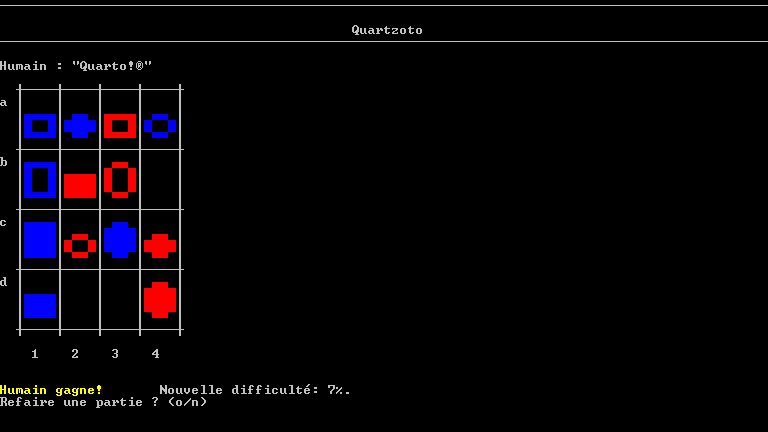 Quartzoto
Humain : "Quarto!®"
a
b
c
d
1 2 3 4
Humain gagne! Nouvelle difficulté: 7%.
Refaire une partie ? (o/n)